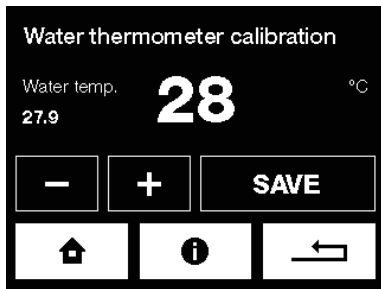 Water thermometer calibration
Water temp. 28 °C
27.9
− + SAVE
i